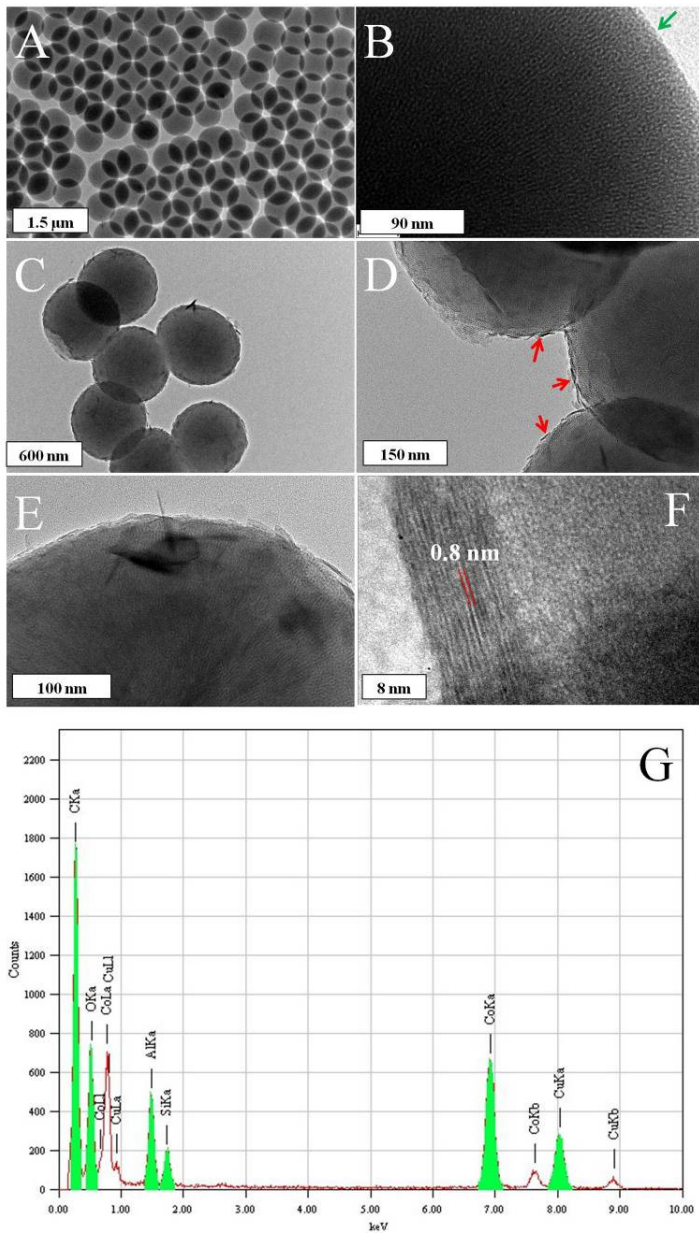 A
1.5 µm
B
90 nm
C
600 nm
D
150 nm
E
100 nm
F
0.8 nm
8 nm
G
2200
2000
1800
1600
1400
1200
1000
800
600
400
200
0
Counts
CKa
OKa
CoLl
CoLa CuLl
CuLa
AlKa
SiKa
CoKa
CoKb
CuKa
CuKb
0.00 1.00 2.00 3.00 4.00 5.00 6.00 7.00 8.00 9.00 10.00
keV